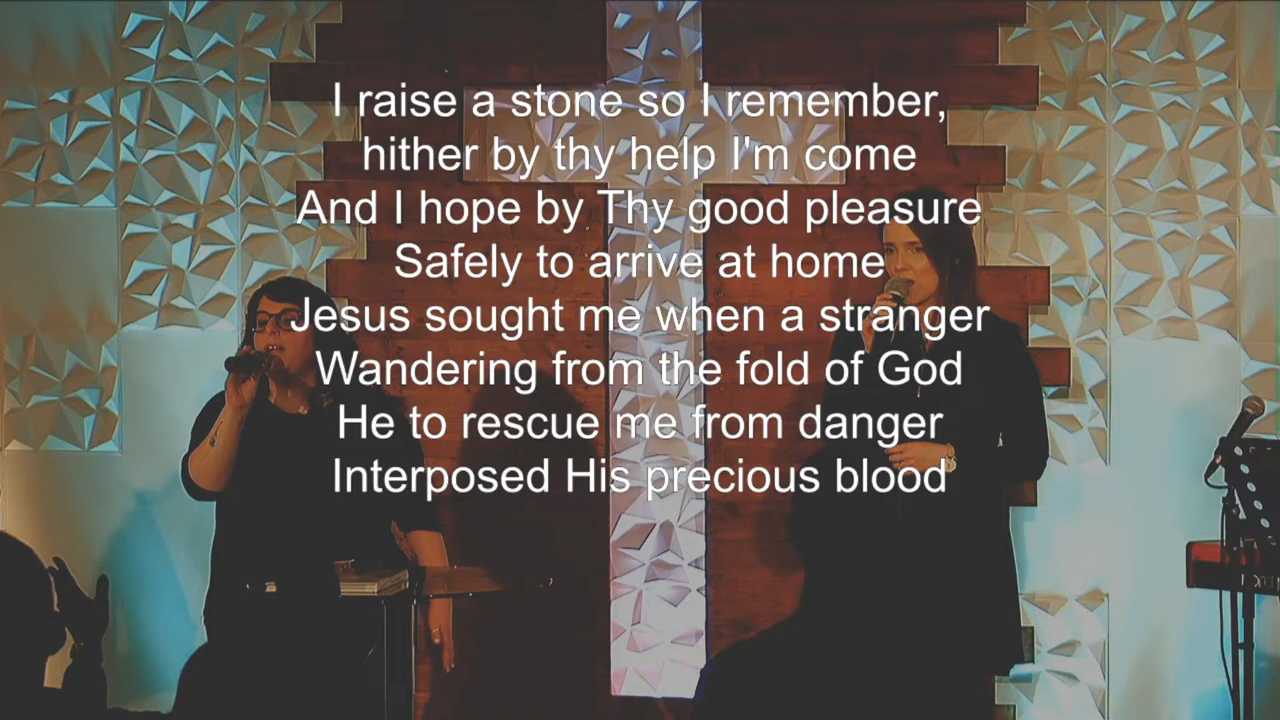 I raise a stone so I remember,
hither by thy help I'm come
And I hope by Thy good pleasure
Safely to arrive at home
Jesus sought me when a stranger
Wandering from the fold of God
He to rescue me from danger
Interposed His precious blood